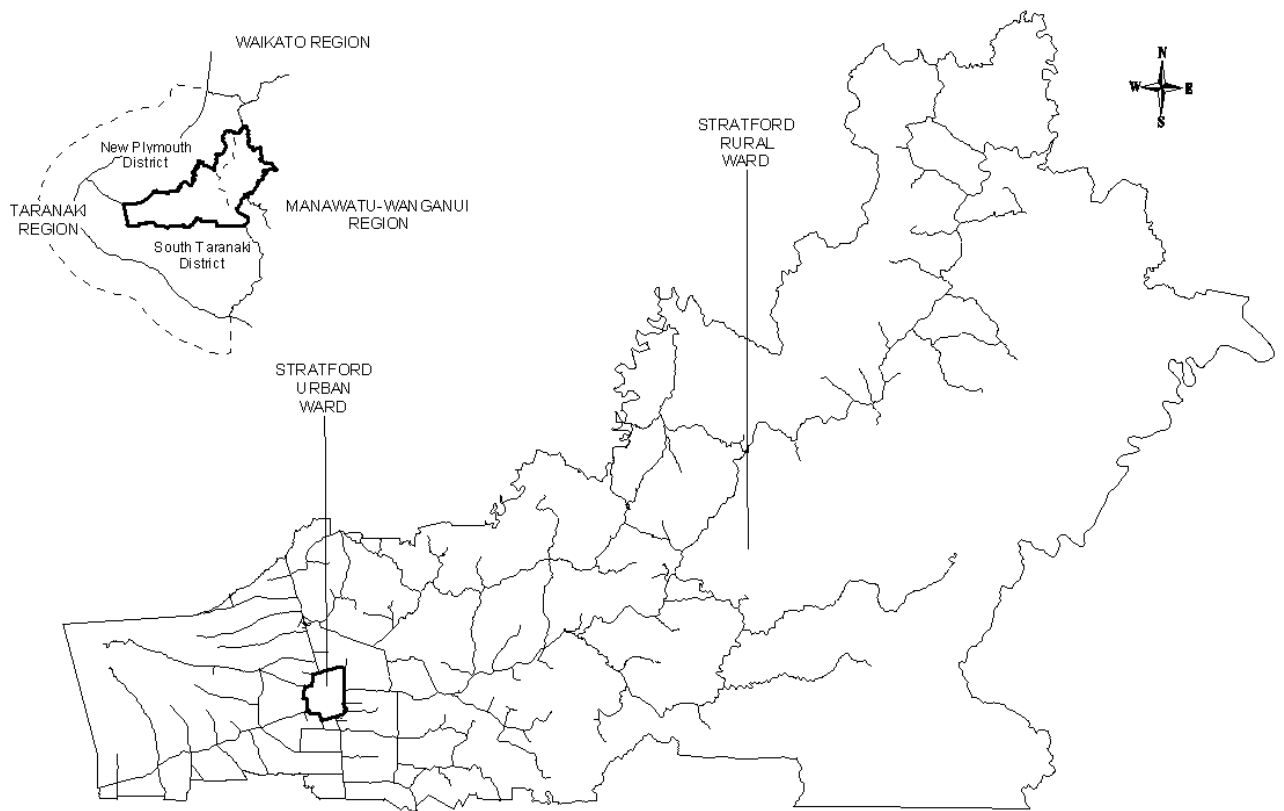 WAIKATO REGION
New Plymouth
District
TARANAKI
REGION
MANAWATU-WANGANUI
REGION
South Taranaki
District
STRATFORD
URBAN
WARD
STRATFORD
RURAL
WARD
N
W E
S